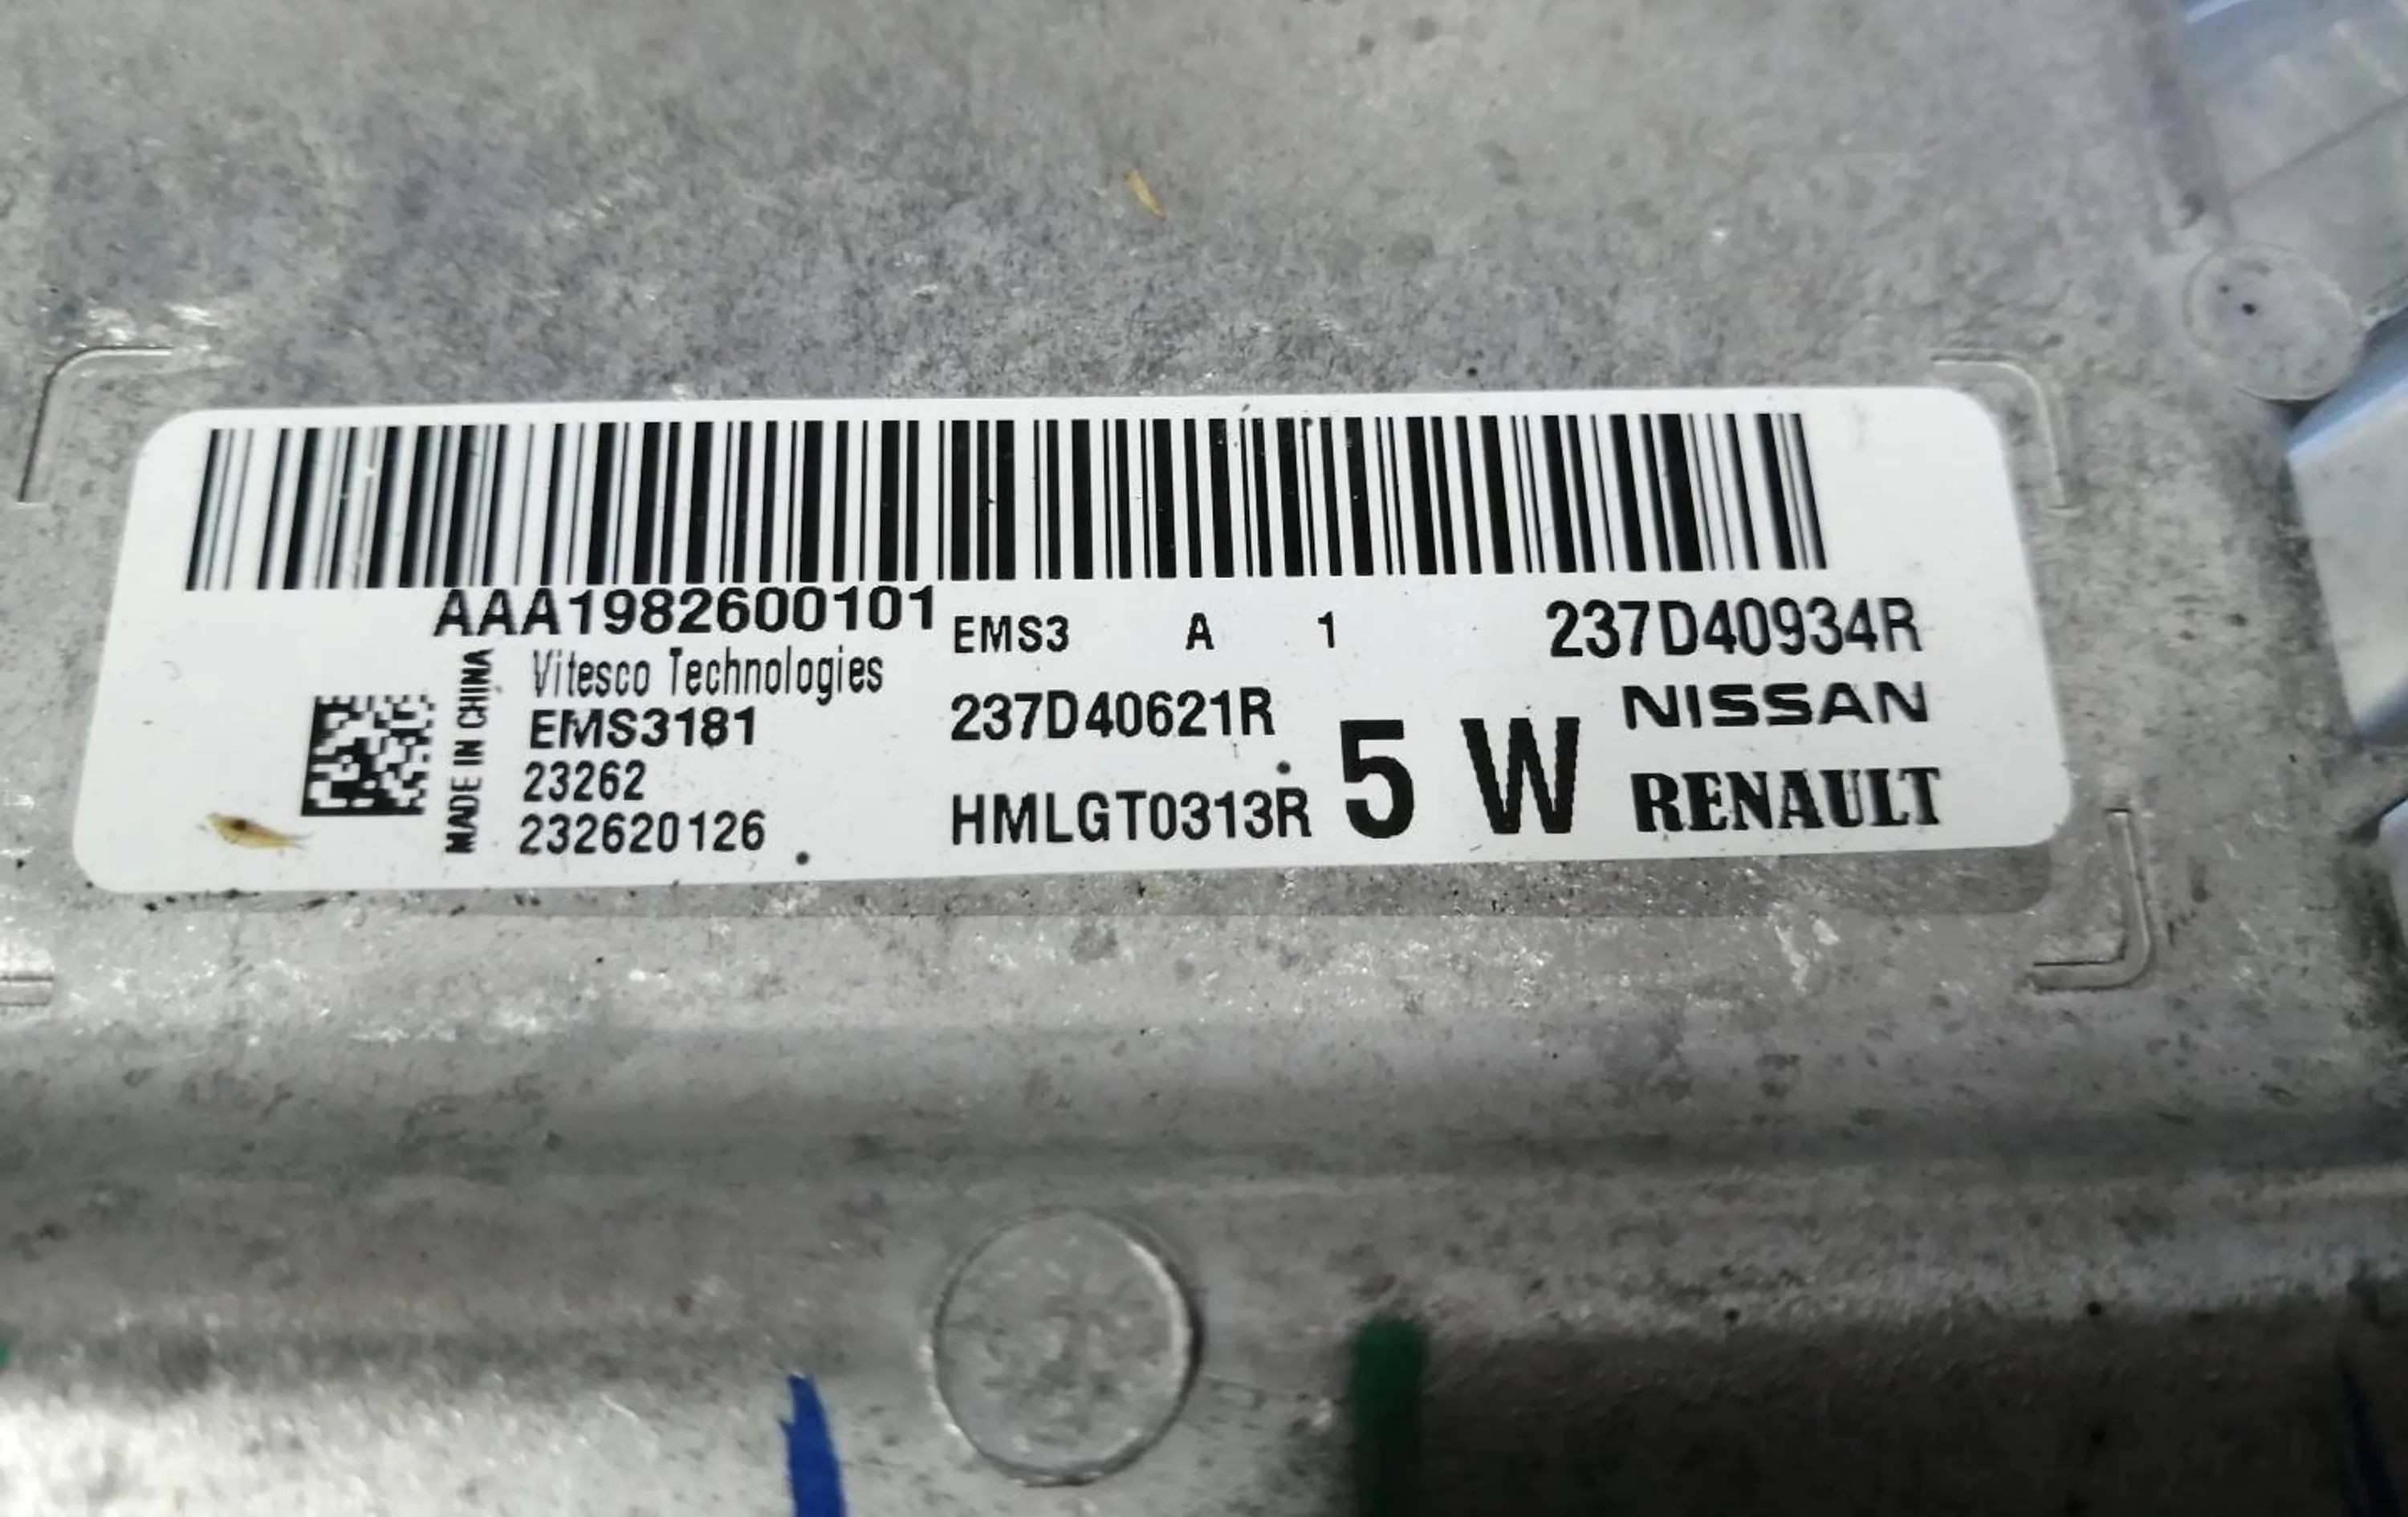 AAA1982600101
EMS3 A 1
237D40934R
MADE IN CHINA
Vitesco Technologies
EMS3181
23262
232620126
237D40621R
HMLGT0313R
5 W
NISSAN
RENAULT